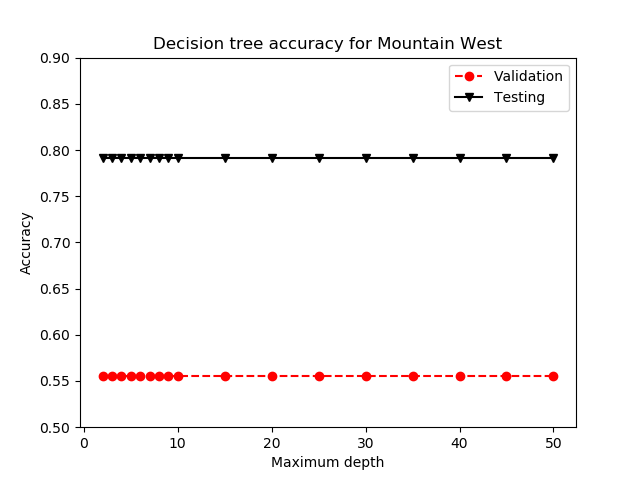 Decision tree accuracy for Mountain West
Validation
Testing
0.90
0.85
0.80
0.75
0.70
0.65
0.60
0.55
0.50
Accuracy
0 10 20 30 40 50
Maximum depth